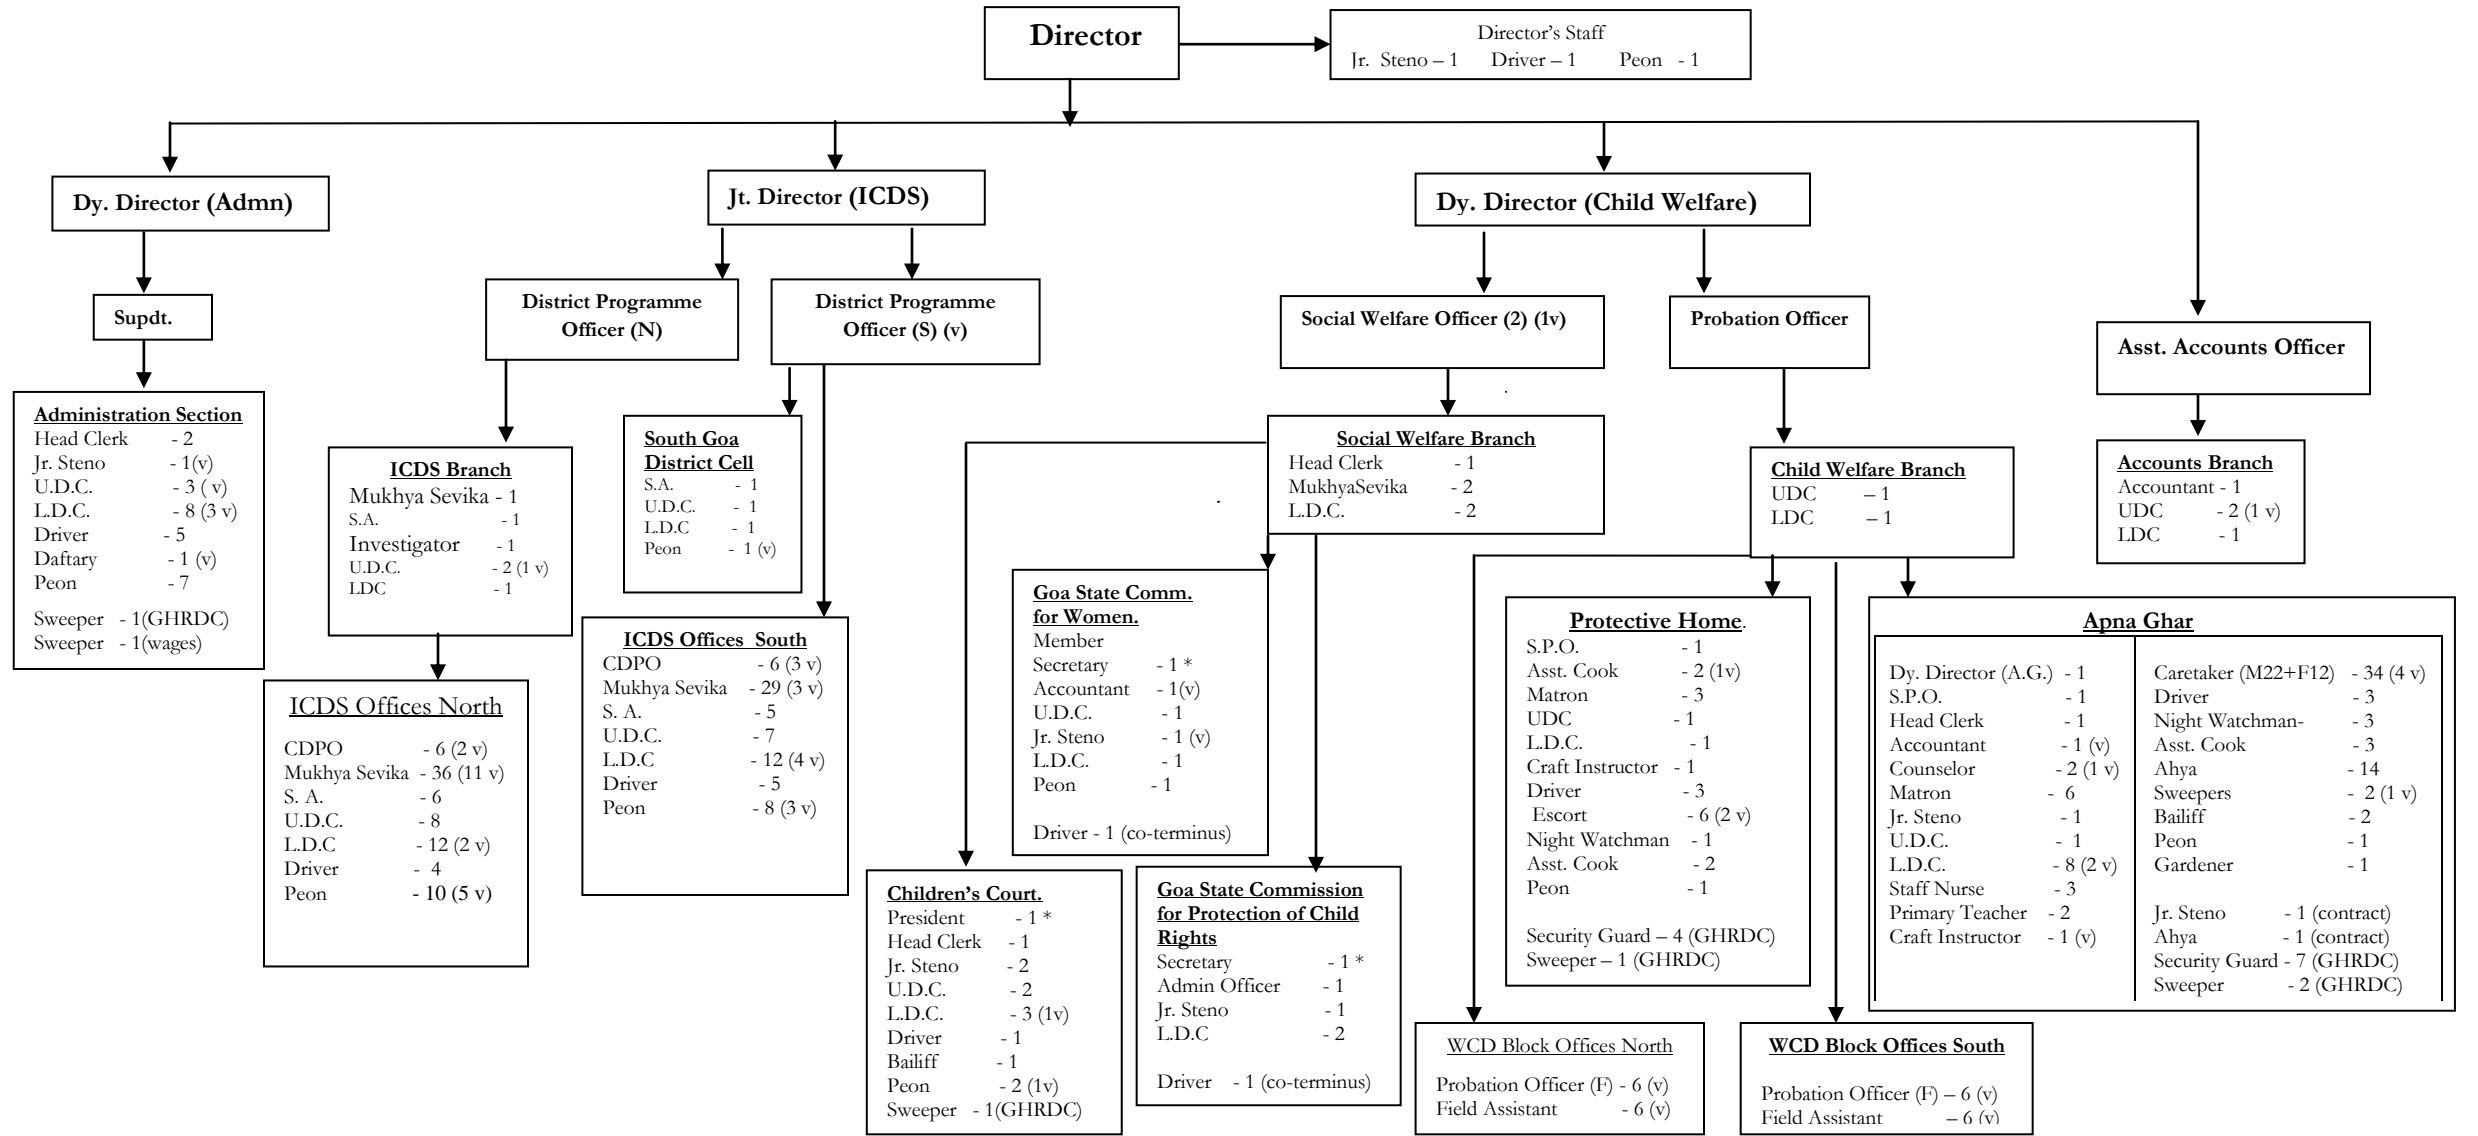 Director
Director’s Staff
Jr. Steno – 1 Driver – 1 Peon - 1
Dy. Director (Admn)
Jt. Director (ICDS)
Dy. Director (Child Welfare)
Supdt.
District Programme
Officer (N)
District Programme
Officer (S) (v)
Social Welfare Officer (2) (1v)
Probation Officer
Asst. Accounts Officer
Administration Section
Head Clerk - 2
Jr. Steno - 1(v)
U.D.C. - 3 ( v)
L.D.C. - 8 (3 v)
Driver - 5
Daftary - 1 (v)
Peon - 7
Sweeper - 1(GHRDC)
Sweeper - 1(wages)
ICDS Branch
Mukhya Sevika - 1
S.A. - 1
Investigator - 1
U.D.C. - 2 (1 v)
LDC - 1
South Goa
District Cell
S.A. - 1
U.D.C. - 1
L.D.C - 1
Peon - 1 (v)
Social Welfare Branch
Head Clerk - 1
MukhyaSevika - 2
L.D.C. - 2
Child Welfare Branch
UDC – 1
LDC – 1
Accounts Branch
Accountant - 1
UDC - 2 (1 v)
LDC - 1
ICDS Offices North
CDPO - 6 (2 v)
Mukhya Sevika - 36 (11 v)
S. A. - 6
U.D.C. - 8
L.D.C - 12 (2 v)
Driver - 4
Peon - 10 (5 v)
ICDS Offices South
CDPO - 6 (3 v)
Mukhya Sevika - 29 (3 v)
S. A. - 5
U.D.C. - 7
L.D.C - 12 (4 v)
Driver - 5
Peon - 8 (3 v)
Goa State Comm.
for Women.
Member
Secretary - 1 *
Accountant - 1(v)
U.D.C. - 1
Jr. Steno - 1 (v)
L.D.C. - 1
Peon - 1
Driver - 1 (co-terminus)
Children’s Court.
President - 1 *
Head Clerk - 1
Jr. Steno - 2
U.D.C. - 2
L.D.C. - 3 (1v)
Driver - 1
Bailiff - 1
Peon - 2 (1v)
Sweeper - 1(GHRDC)
Goa State Commission
for Protection of Child
Rights
Secretary - 1 *
Admin Officer - 1
Jr. Steno - 1
L.D.C - 2
Driver - 1 (co-terminus)
Protective Home.
S.P.O. - 1
Asst. Cook - 2 (1v)
Matron - 3
UDC - 1
L.D.C. - 1
Craft Instructor - 1
Driver - 3
Escort - 6 (2 v)
Night Watchman - 1
Asst. Cook - 2
Peon - 1
Security Guard – 4 (GHRDC)
Sweeper – 1 (GHRDC)
Apna Ghar
Dy. Director (A.G.) - 1
S.P.O. - 1
Head Clerk - 1
Accountant - 1 (v)
Counselor - 2 (1 v)
Matron - 6
Jr. Steno - 1
U.D.C. - 1
L.D.C. - 8 (2 v)
Staff Nurse - 3
Primary Teacher - 2
Craft Instructor - 1 (v)
Caretaker (M22+F12) - 34 (4 v)
Driver - 3
Night Watchman- - 3
Asst. Cook - 3
Ahya - 14
Sweepers - 2 (1 v)
Bailiff - 2
Peon - 1
Gardener - 1
Jr. Steno - 1 (contract)
Ahya - 1 (contract)
Security Guard - 7 (GHRDC)
Sweeper - 2 (GHRDC)
WCD Block Offices North
Probation Officer (F) - 6 (v)
Field Assistant - 6 (v)
WCD Block Offices South
Probation Officer (F) – 6 (v)
Field Assistant – 6 (v)